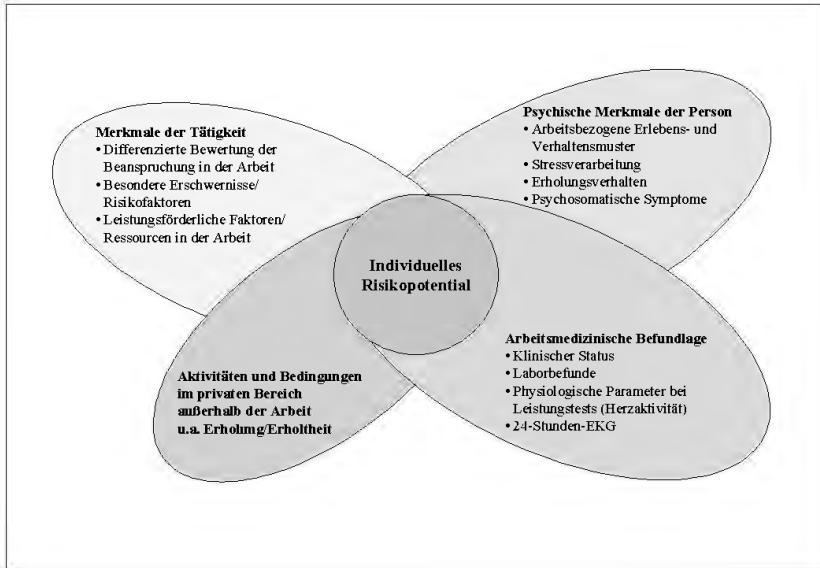 Merkmale der Tätigkeit
• Differenzierte Bewertung der
Beanspruchung in der Arbeit
• Besondere Erschwernisse/
Risikofaktoren
• Leistungsförderliche Faktoren/
Ressourcen in der Arbeit
Psychische Merkmale der Person
• Arbeitsbezogene Erlebens- und
Verhaltensmuster
• Stressverarbeitung
• Erholungsverhalten
• Psychosomatische Symptome
Individuelles
Risikopotential
Aktivitäten und Bedingungen
im privaten Bereich
außerhalb der Arbeit
u.a. Erholung/Erholtheit
Arbeitsmedizinische Befundlage
• Klinischer Status
• Laborbefunde
• Physiologische Parameter bei
Leistungstests (Herzaktivität)
• 24-Stunden-EKG